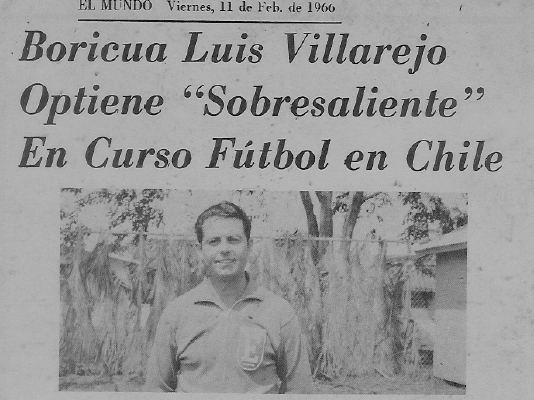 EL MUNDO Viernes, 11 de Feb. de 1966
Boricua Luis Villarejo
Optiene “Sobresaliente”
En Curso Fútbol en Chile